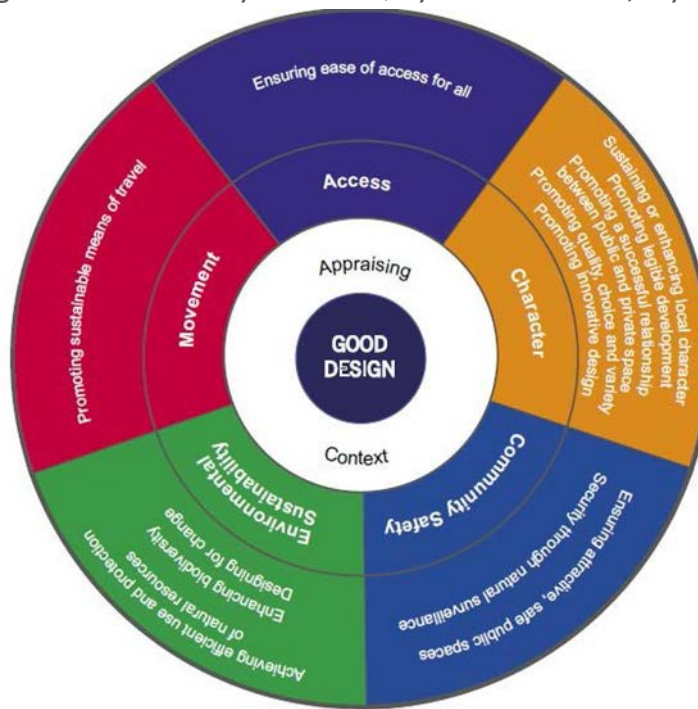 Ensuring ease of access for all
Access
Sustaining or enhancing local character
Promoting legible development
Promoting a successful relationship
between public and private space
Promoting quality, choice and variety
Promoting innovative design
Character
Community Safety
Security through natural surveillance
Ensuring attractive, safe public spaces
Environmental
Sustainability
Achieving efficient use and protection
of natural resources
Enhancing biodiversity
Designing for change
Movement
Promoting sustainable means of travel
Appraising
GOOD
DESIGN
Context